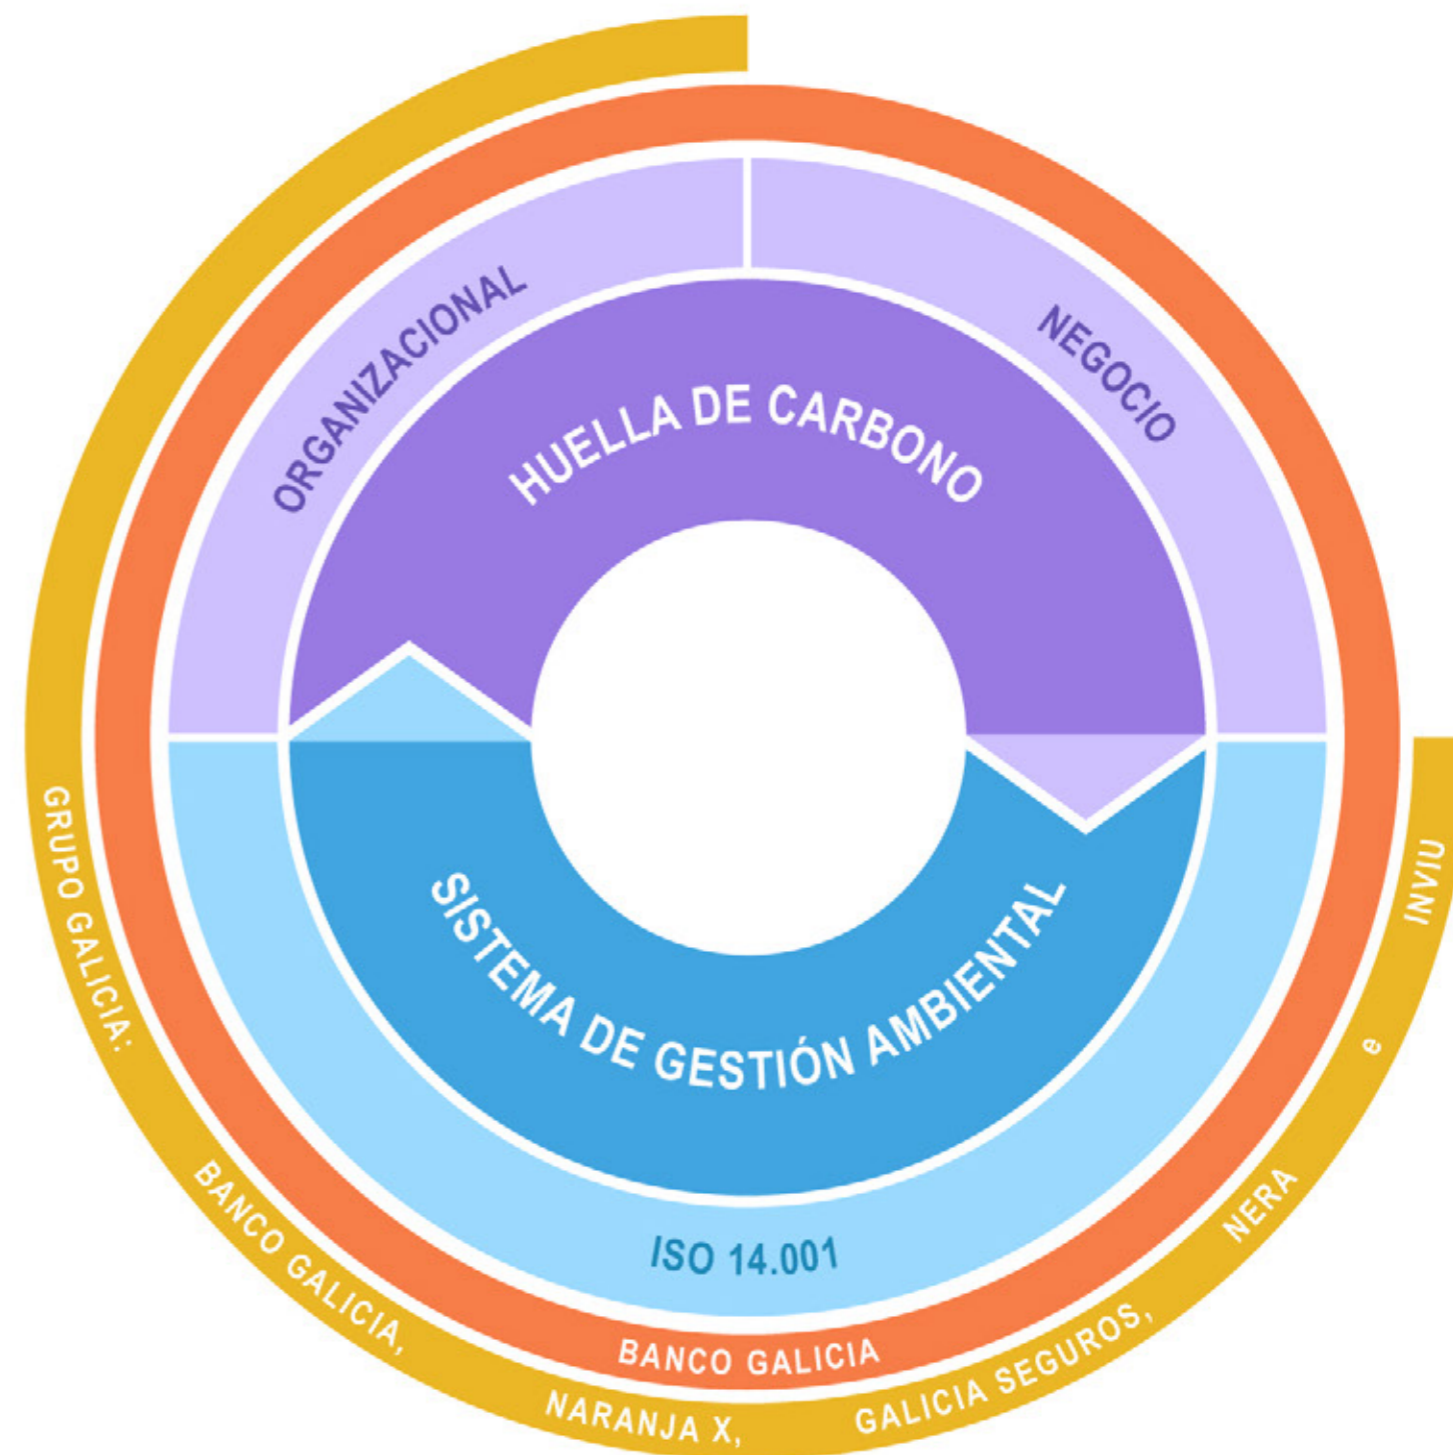 ORGANIZACIONAL
NEGOCIO
HUELLA DE CARBONO
SISTEMA DE GESTIÓN AMBIENTAL
ISO 14.001
BANCO GALICIA
GRUPO GALICIA: BANCO GALICIA, NARANJA X, GALICIA SEGUROS, NERA e INVIU